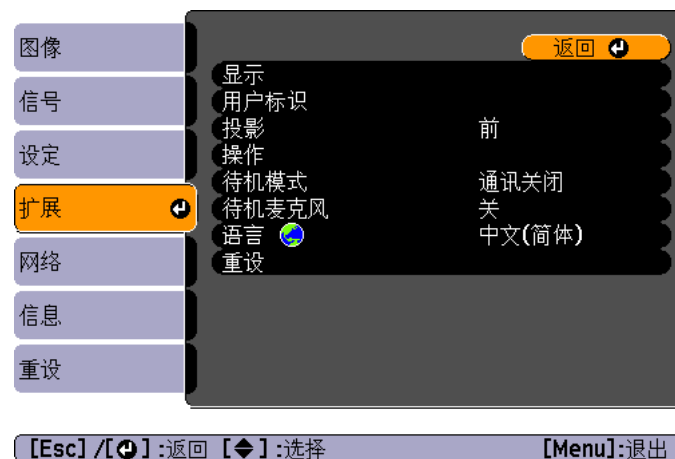 图像
信号
设定
扩展
网络
信息
重设
返回
显示
用户标识
投影 前
操作
待机模式 通讯关闭
待机麦克风 关
语言 中文(简体)
重设
[Esc] /[ ] :返回 [ ] :选择 [Menu]:退出